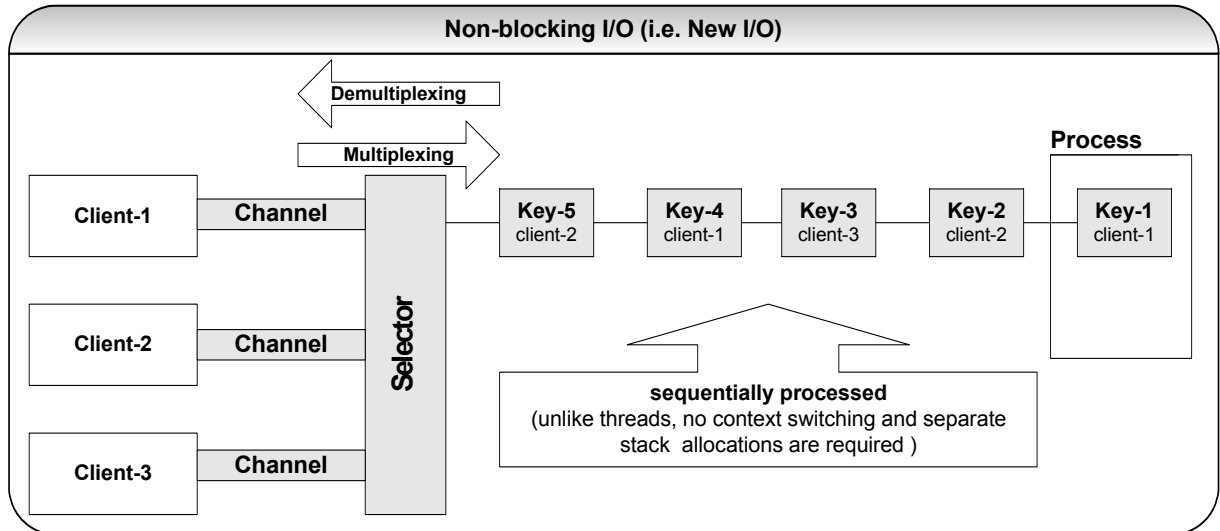 Non-blocking I/O (i.e. New I/O)
Demultiplexing
Multiplexing
Process
Client-1
Channel
Key-5
client-2
Key-4
client-1
Key-3
client-3
Key-2
client-2
Key-1
client-1
Selector
Client-2
Channel
sequentially processed
(unlike threads, no context switching and separate
stack allocations are required )
Client-3
Channel